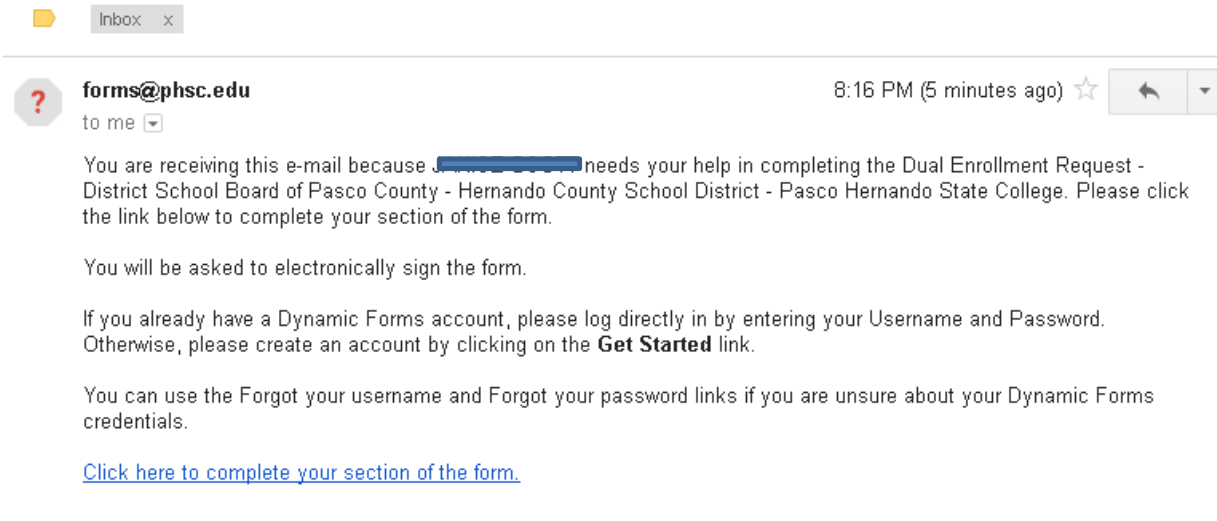 Inbox x
forms@phsc.edu 8:16 PM (5 minutes ago)
?
to me
You are receiving this e-mail because needs your help in completing the Dual Enrollment Request -
District School Board of Pasco County - Hernando County School District - Pasco Hernando State College. Please click
the link below to complete your section of the form.
You will be asked to electronically sign the form.
If you already have a Dynamic Forms account, please log directly in by entering your Username and Password.
Otherwise, please create an account by clicking on the Get Started link.
You can use the Forgot your username and Forgot your password links if you are unsure about your Dynamic Forms
credentials.
Click here to complete your section of the form.